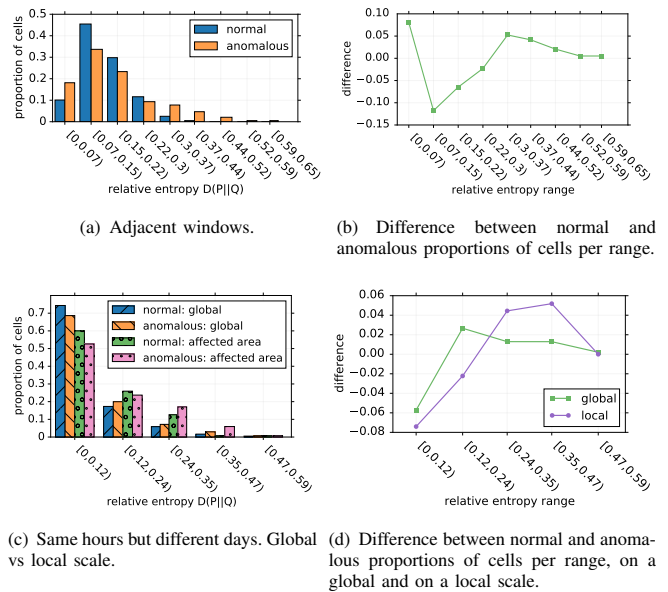 0.5
0.4
0.3
0.2
0.1
0
proportion of cells
normal
anomalous
[0,0.07)
[0.07,0.15)
[0.15,0.22)
[0.22,0.3)
[0.3,0.37)
[0.37,0.44)
[0.44,0.52)
[0.52,0.59)
[0.59,0.65)
relative entropy D(P||Q)
(a) Adjacent windows.
0.10
0.05
0.00
−0.05
−0.10
−0.15
difference
[0,0.07)
[0.07,0.15)
[0.15,0.22)
[0.22,0.3)
[0.3,0.37)
[0.37,0.44)
[0.44,0.52)
[0.52,0.59)
[0.59,0.65)
relative entropy range
(b) Difference between normal and
anomalous proportions of cells per range.
0.7
0.6
0.5
0.4
0.3
0.2
0.1
0
proportion of cells
normal: global
anomalous: global
normal: affected area
anomalous: affected area
[0,0.12)
[0.12,0.24)
[0.24,0.35)
[0.35,0.47)
[0.47,0.59)
relative entropy D(P||Q)
(c) Same hours but different days. Global
vs local scale.
0.06
0.04
0.02
0.00
−0.02
−0.04
−0.06
−0.08
difference
global
local
[0,0.12)
[0.12,0.24)
[0.24,0.35)
[0.35,0.47)
[0.47,0.59)
relative entropy range
(d) Difference between normal and anoma-
lous proportions of cells per range, on a
global and on a local scale.